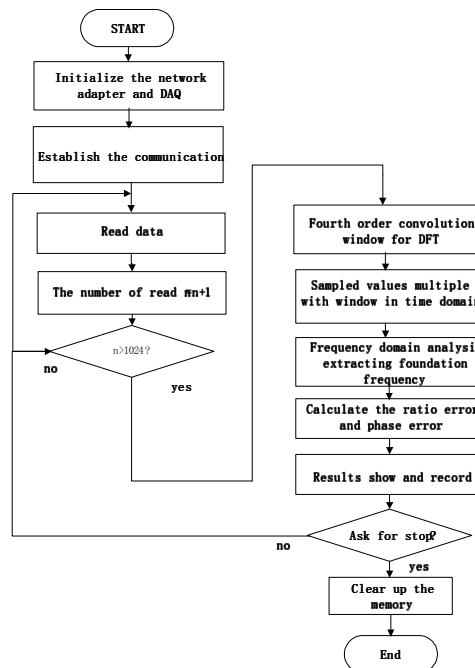 START
Initialize the network
adapter and DAQ
Establish the communication
Read data
The number of read n=n+1
n>1024?
no
yes
Fourth order convolution
window for DFT
Sampled values multiple
with window in time domain
Frequency domain analysis
extracting foundation
frequency
Calculate the ratio error
and phase error
Results show and record
Ask for stop?
no
yes
Clear up the
memory
End